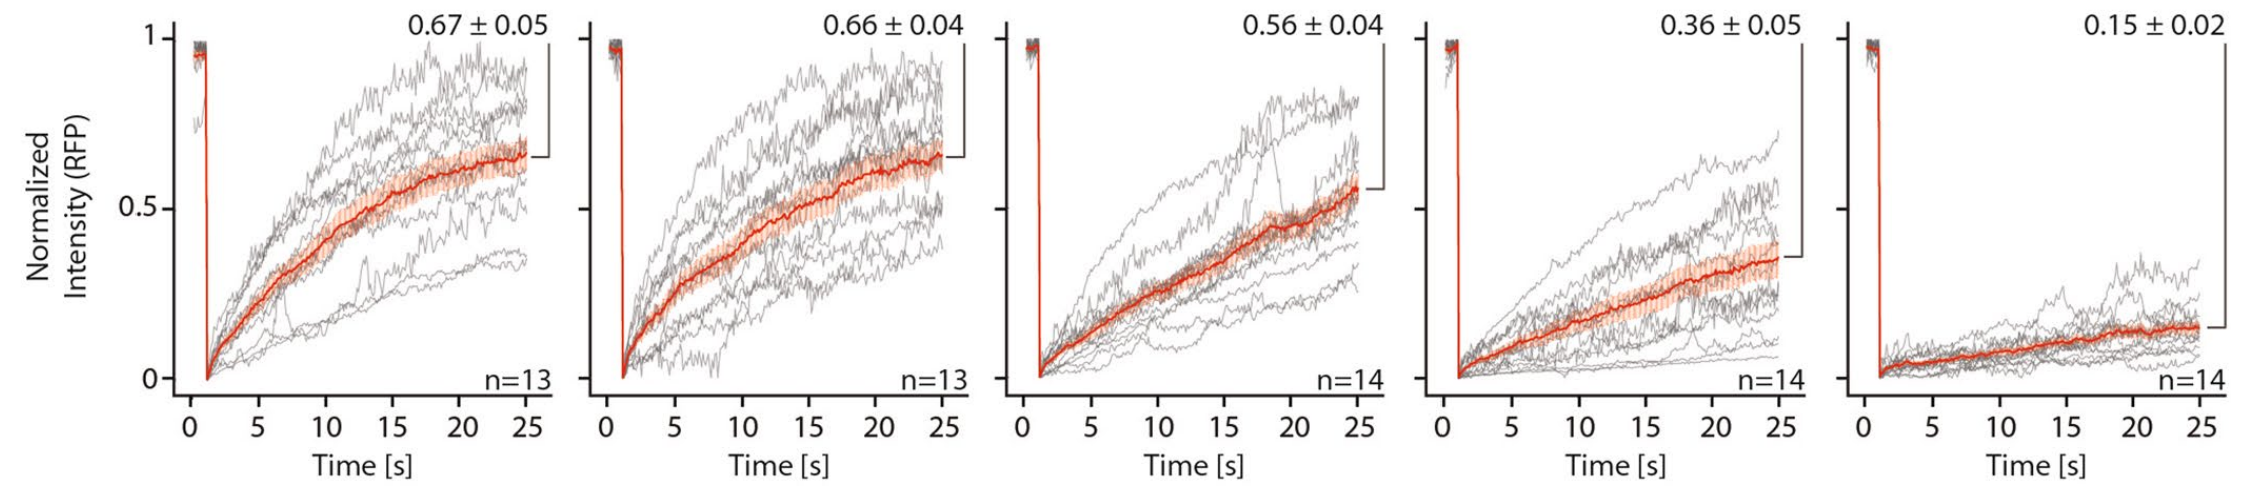 0.67 ± 0.05
0.66 ± 0.04
0.56 ± 0.04
0.36 ± 0.05
0.15 ± 0.02
Normalized
Intensity (RFP)
1
0.5
0
n=13
n=13
n=14
n=14
n=14
0 5 10 15 20 25
0 5 10 15 20 25
0 5 10 15 20 25
0 5 10 15 20 25
0 5 10 15 20 25
Time [s]
Time [s]
Time [s]
Time [s]
Time [s]